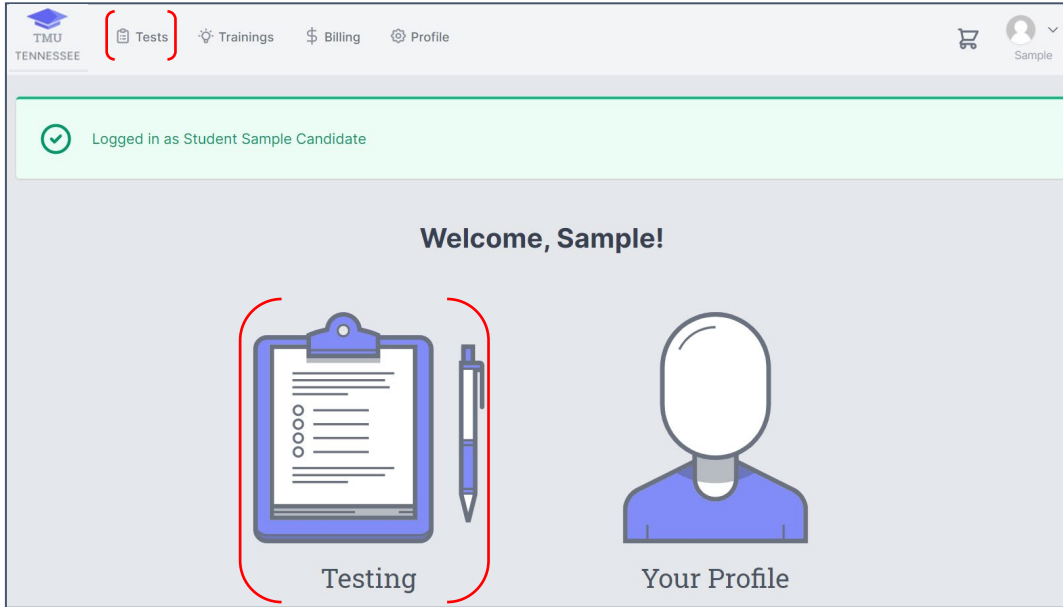 TMU
TENNESSEE
Tests
Trainings
Billing
Profile
Sample
Logged in as Student Sample Candidate
Welcome, Sample!
Testing
Your Profile